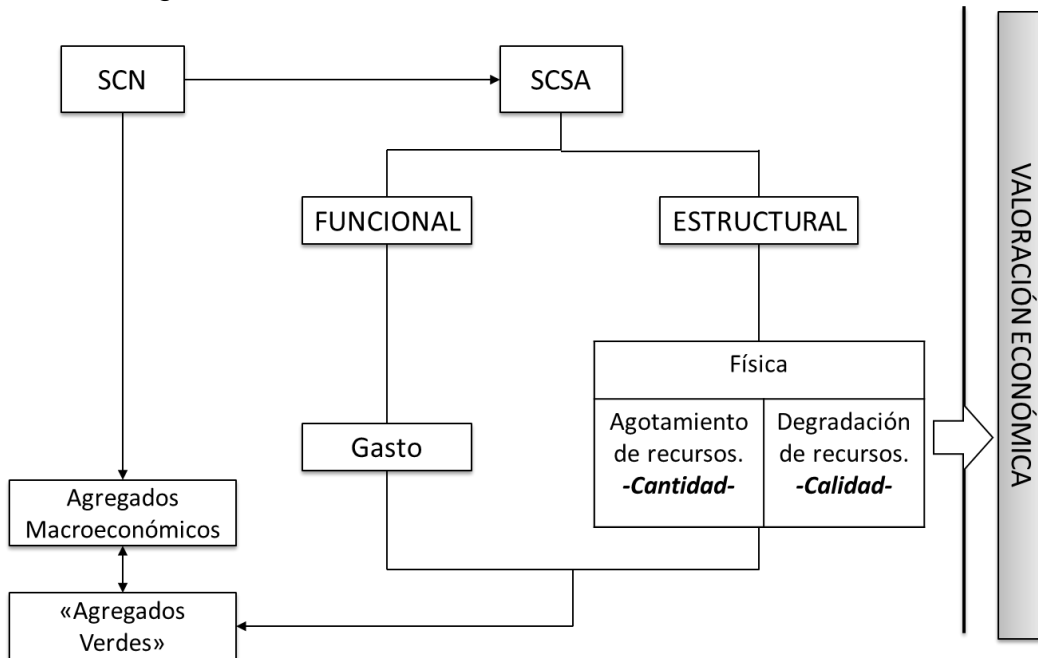 SCN
SCSA
FUNCIONAL
ESTRUCTURAL
Física
Agotamiento
de recursos.
-Cantidad-
Degradación
de recursos.
-Calidad-
Gasto
Agregados
Macroeconómicos
«Agregados
Verdes»
VALORACIÓN ECONÓMICA